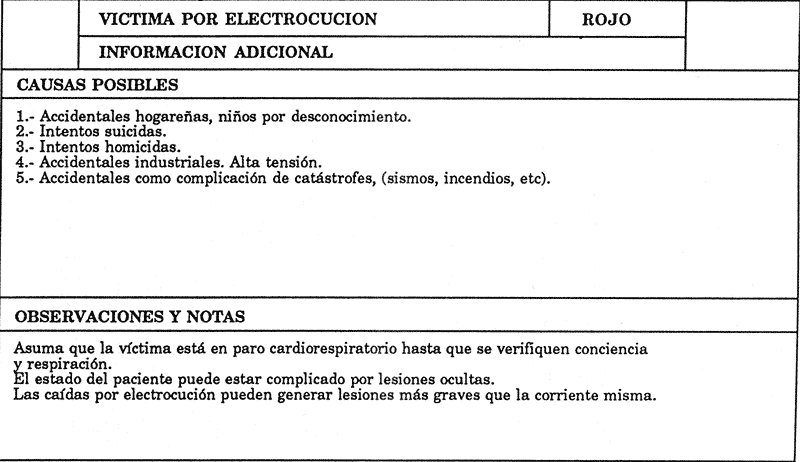 VICTIMA POR ELECTROCUCION ROJO
INFORMACION ADICIONAL
CAUSAS POSIBLES
1.- Accidentales hogareñas, niños por desconocimiento.
2.- Intentos suicidas.
3.- Intentos homicidas.
4.- Accidentales industriales. Alta tensión.
5.- Accidentales como complicación de catástrofes, (sismos, incendios, etc).
OBSERVACIONES Y NOTAS
Asuma que la víctima está en paro cardiorespiratorio hasta que se verifiquen conciencia
y respiración.
El estado del paciente puede estar complicado por lesiones ocultas.
Las caídas por electrocución pueden generar lesiones más graves que la corriente misma.